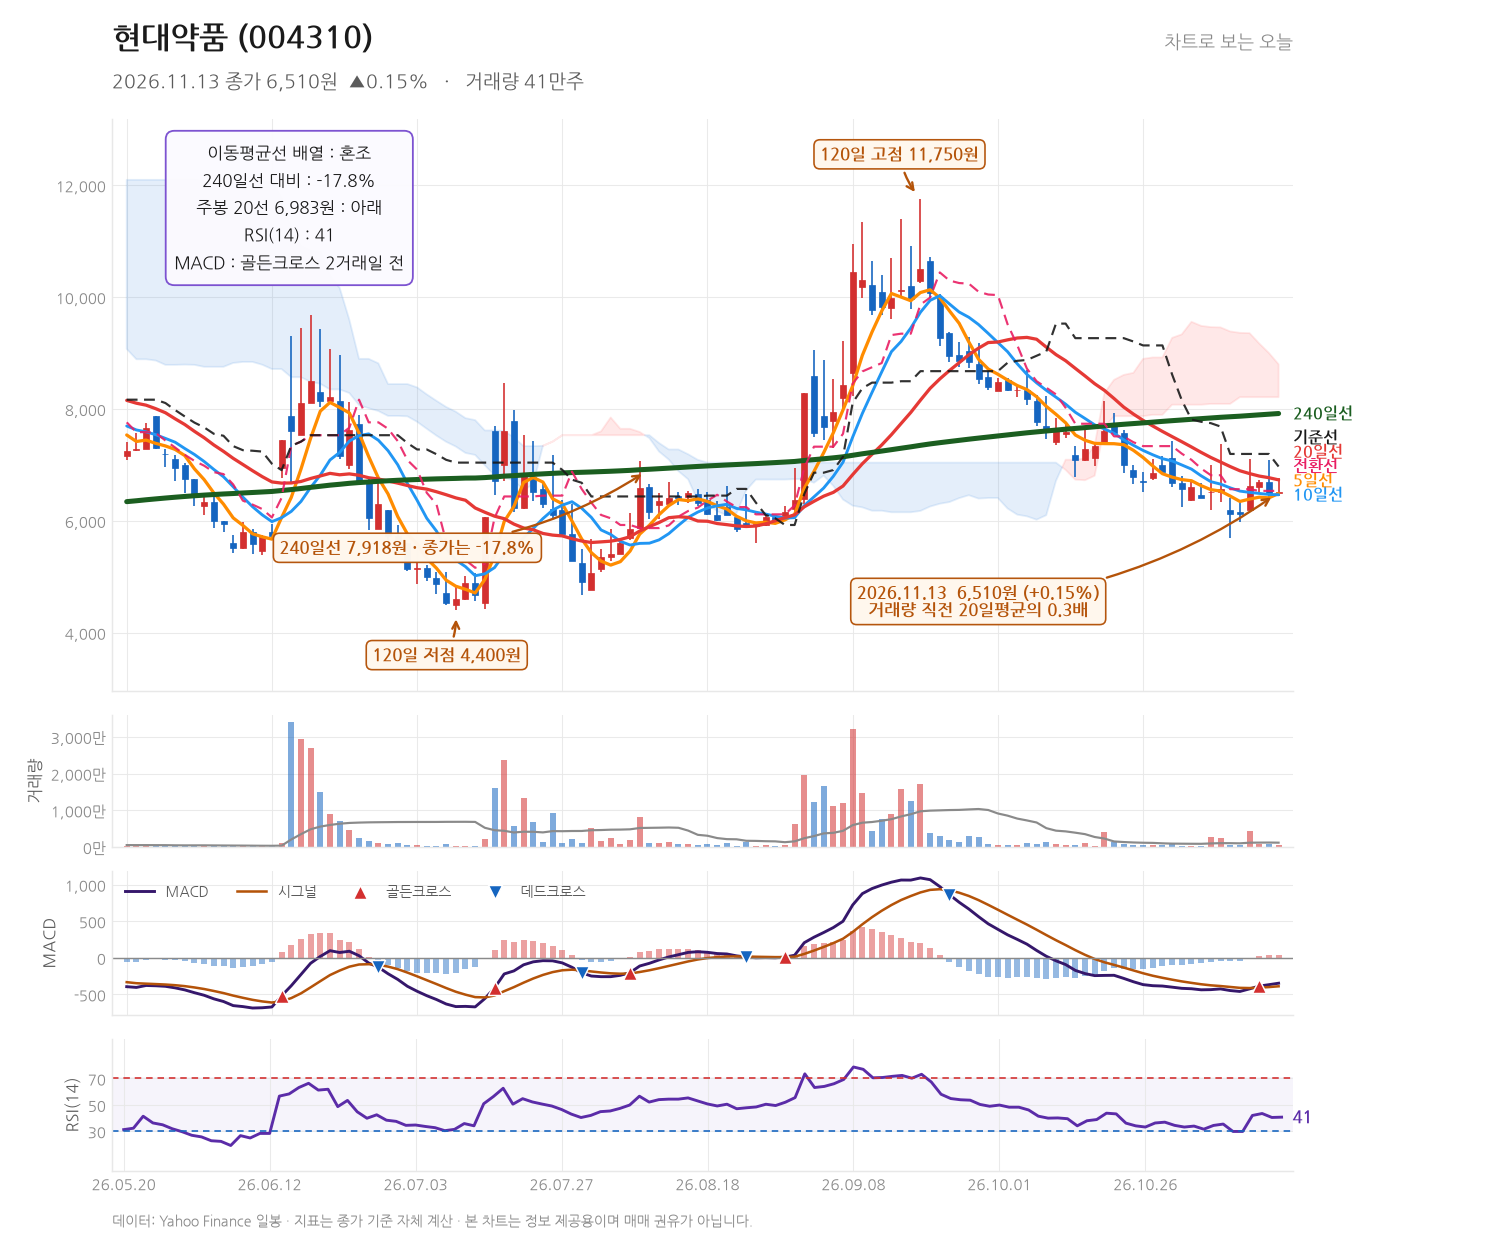 현대약품 (004310)
차트로 보는 오늘
2026.11.13 종가 6,510원 ▲0.15% · 거래량 41만주
이동평균선 배열 : 혼조
240일선 대비 : -17.8%
주봉 20선 6,983원 : 아래
RSI(14) : 41
MACD : 골든크로스 2거래일 전
120일 고점 11,750원
12,000
10,000
8,000
6,000
4,000
240일선
기준선
20일선
전환선
5일선
10일선
240일선 7,918원 · 종가는 -17.8%
2026.11.13 6,510원 (+0.15%)
거래량 직전 20일평균의 0.3배
120일 저점 4,400원
거래량
3,000만
2,000만
1,000만
0만
MACD
1,000
500
0
-500
MACD
시그널
골든크로스
데드크로스
RSI(14)
70
50
30
41
26.05.20
26.06.12
26.07.03
26.07.27
26.08.18
26.09.08
26.10.01
26.10.26
데이터: Yahoo Finance 일봉 · 지표는 종가 기준 자체 계산 · 본 차트는 정보 제공용이며 매매 권유가 아닙니다.